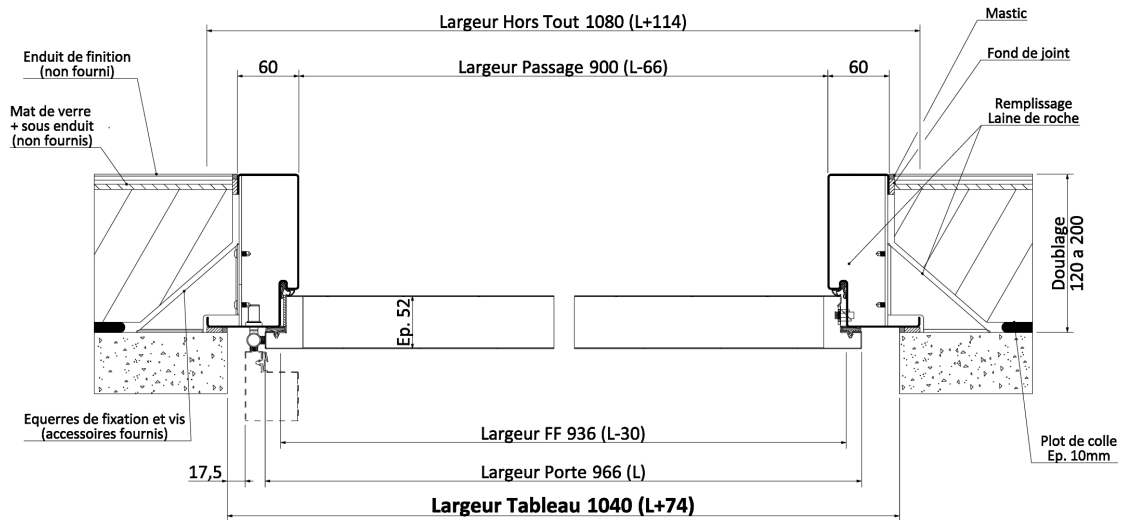 Largeur Hors Tout 1080 (L+114)
Mastic
Enduit de finition
(non fourni)
60
Largeur Passage 900 (L-66)
60
Fond de joint
Mat de verre
+ sous enduit
(non fournis)
Remplissage
Laine de roche
Doublage
120 a 200
Ep. 52
Equerres de fixation et vis
(accessoires fournis)
Largeur FF 936 (L-30)
Plot de colle
Ep. 10mm
17,5
Largeur Porte 966 (L)
Largeur Tableau 1040 (L+74)